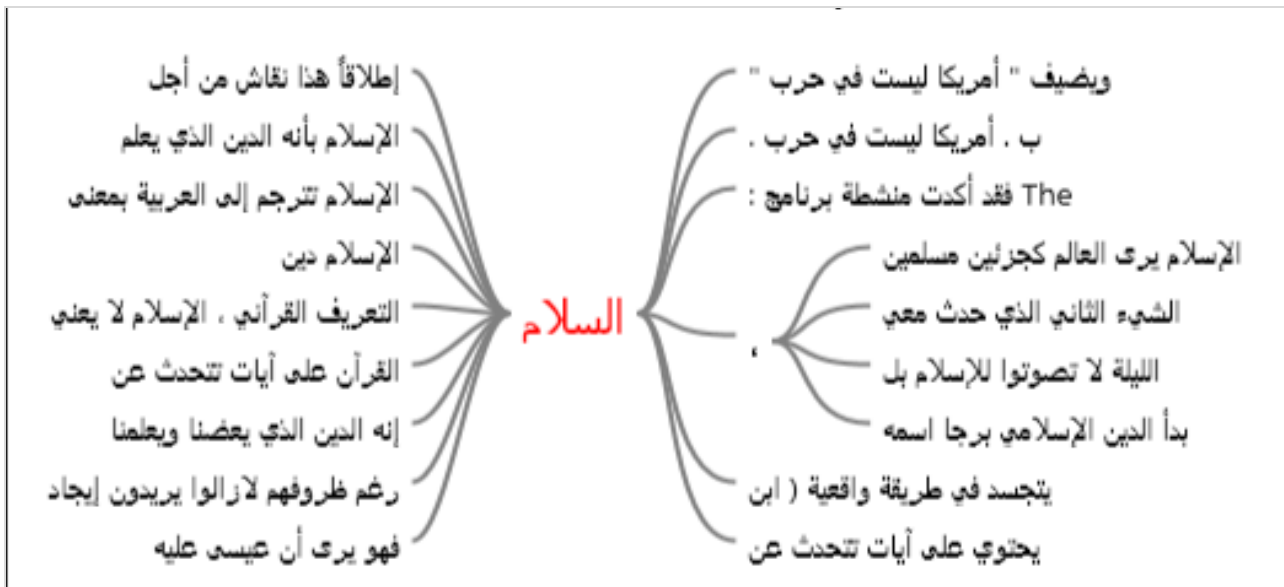 ويضيف " أمريكا ليست في حرب "
ب . أمريكا ليست في حرب .
The فقد أكدت منشطة برنامج :
الإسلام يرى العالم كجزئين مسلمين
الشيء الثاني الذي حدث معي
،
الليلة لا تصوتوا للإسلام بل
بدأ الدين الإسلامي برجا اسمه
يتجسد في طريقة واقعية ( ابن
يحتوي على آيات تتحدث عن
السلام
إطلاقاً هذا نقاش من أجل
الإسلام بأنه الدين الذي يعلم
الإسلام تترجم إلى العربية بمعنى
الإسلام دين
التعريف القرآني ، الإسلام لا يعني
القرآن على آيات تتحدث عن
إنه الدين الذي يعضنا ويعلمنا
رغم ظروفهم لازالوا يريدون إيجاد
فهو يرى أن عيسى عليه